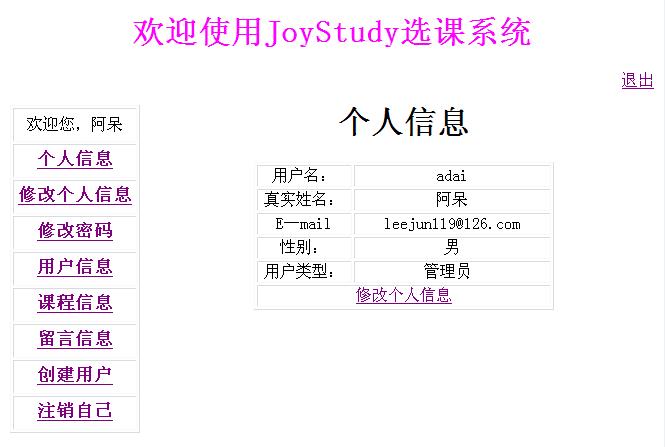 欢迎使用JoyStudy选课系统
退出
欢迎您，阿呆
个人信息
修改个人信息
修改密码
用户信息
课程信息
留言信息
创建用户
注销自己
个人信息
用户名： adai
真实姓名： 阿呆
E—mail leejun119@126.com
性别： 男
用户类型： 管理员
修改个人信息